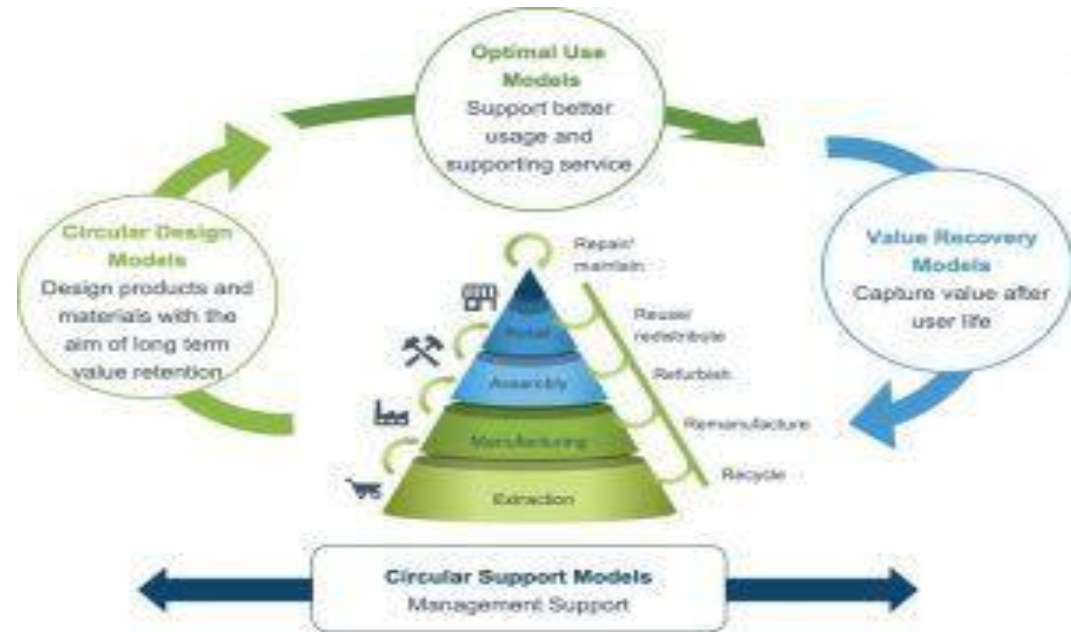 Optimal Use
Models
Support better
usage and
supporting service
Circular Design
Models
Design products and
materials with the
aim of long term
value retention
Value Recovery
Models
Capture value after
user life
Repair/
maintain
Reuse/
redistribute
Refurbish
Remanufacture
Recycle
Retail
Assembly
Manufacturing
Extraction
Circular Support Models
Management Support